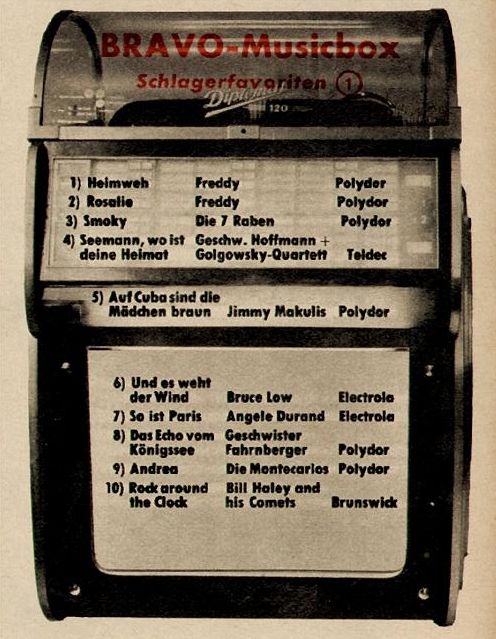 BRAVO-Musicbox
Schlagerfavoriten 1
Diplomat
120
1) Heimweh Freddy Polydor
2) Rosalie Freddy Polydor
3) Smoky Die 7 Raben Polydor
4) Seemann, wo ist Geschw. Hoffmann +
deine Heimat Golgowsky-Quartett Teldec
5) Auf Cuba sind die
Mädchen braun Jimmy Makulis Polydor
6) Und es weht
der Wind Bruce Low Electrola
7) So ist Paris Angele Durand Electrola
8) Das Echo vom Geschwister
Königssee Fahrnberger Polydor
9) Andrea Die Montecarlos Polydor
10) Rock around Bill Haley and
the Clock his Comets Brunswick